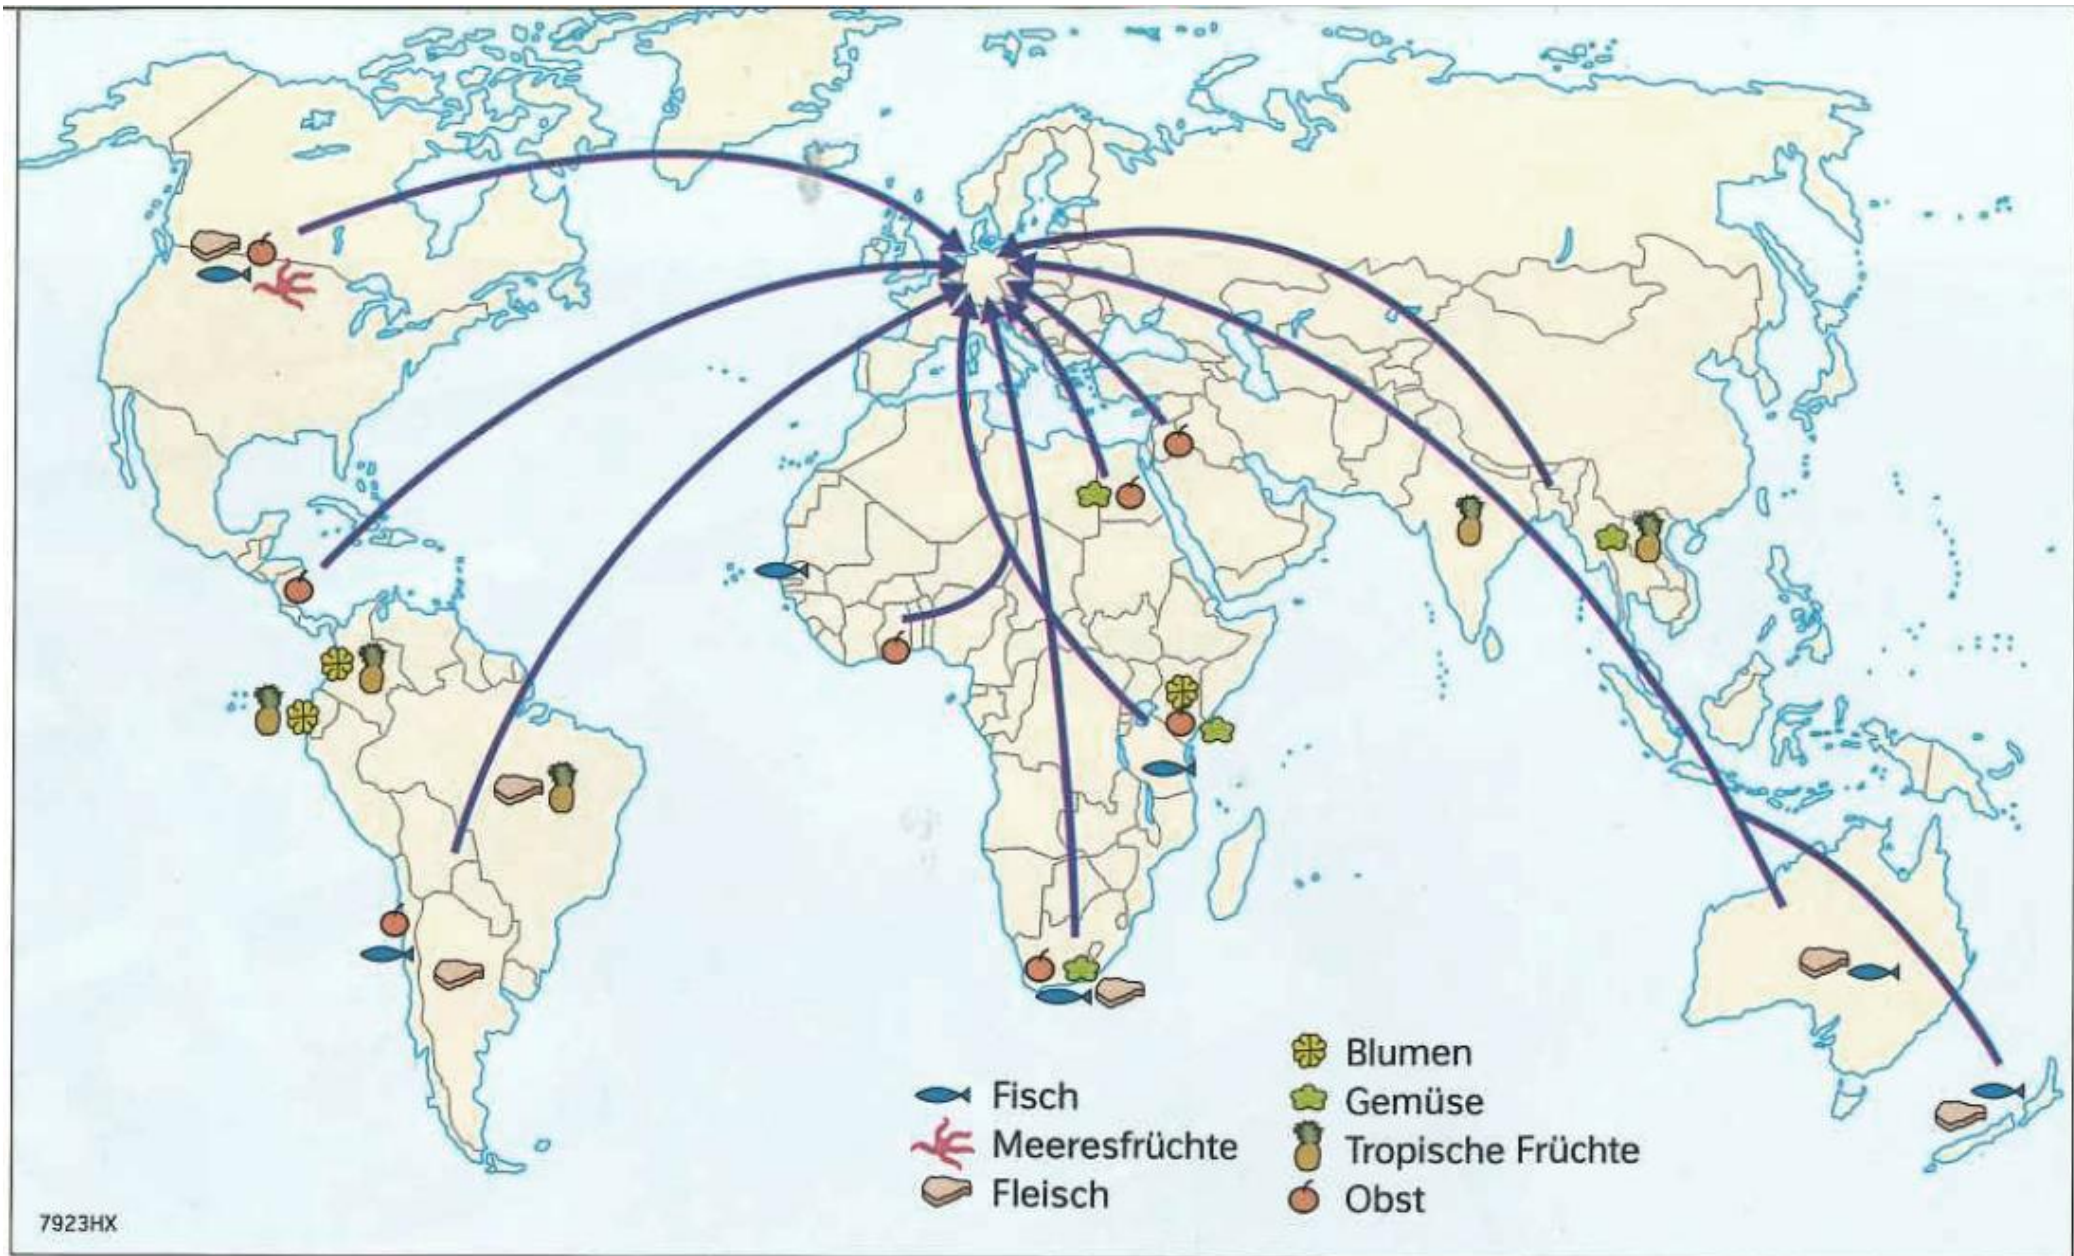 Fisch
Meeresfrüchte
Fleisch
Blumen
Gemüse
Tropische Früchte
Obst
7923HX